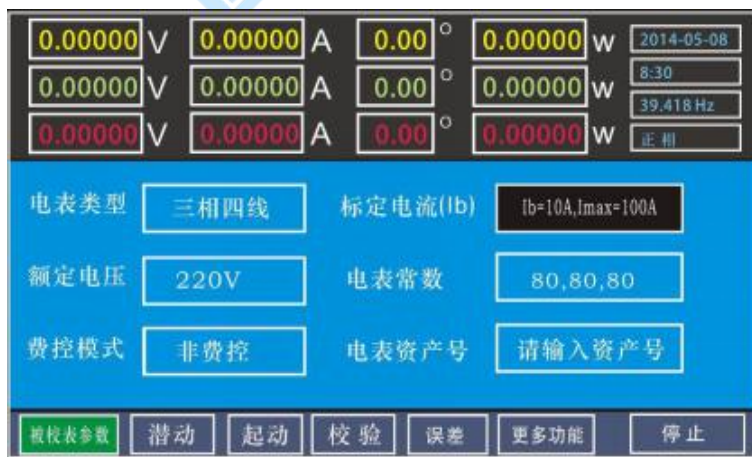 0.00000 V 0.00000 A 0.00 ° 0.00000 W 2014-05-08
0.00000 V 0.00000 A 0.00 ° 0.00000 W 8:30
39.418 Hz
0.00000 V 0.00000 A 0.00 ° 0.00000 W 正相
电表类型 三相四线 标定电流(Ib) Ib=10A,Imax=100A
额定电压 220V 电表常数 80,80,80
费控模式 非费控 电表资产号 请输入资产号
被校表参数 潜动 起动 校验 误差 更多功能 停止